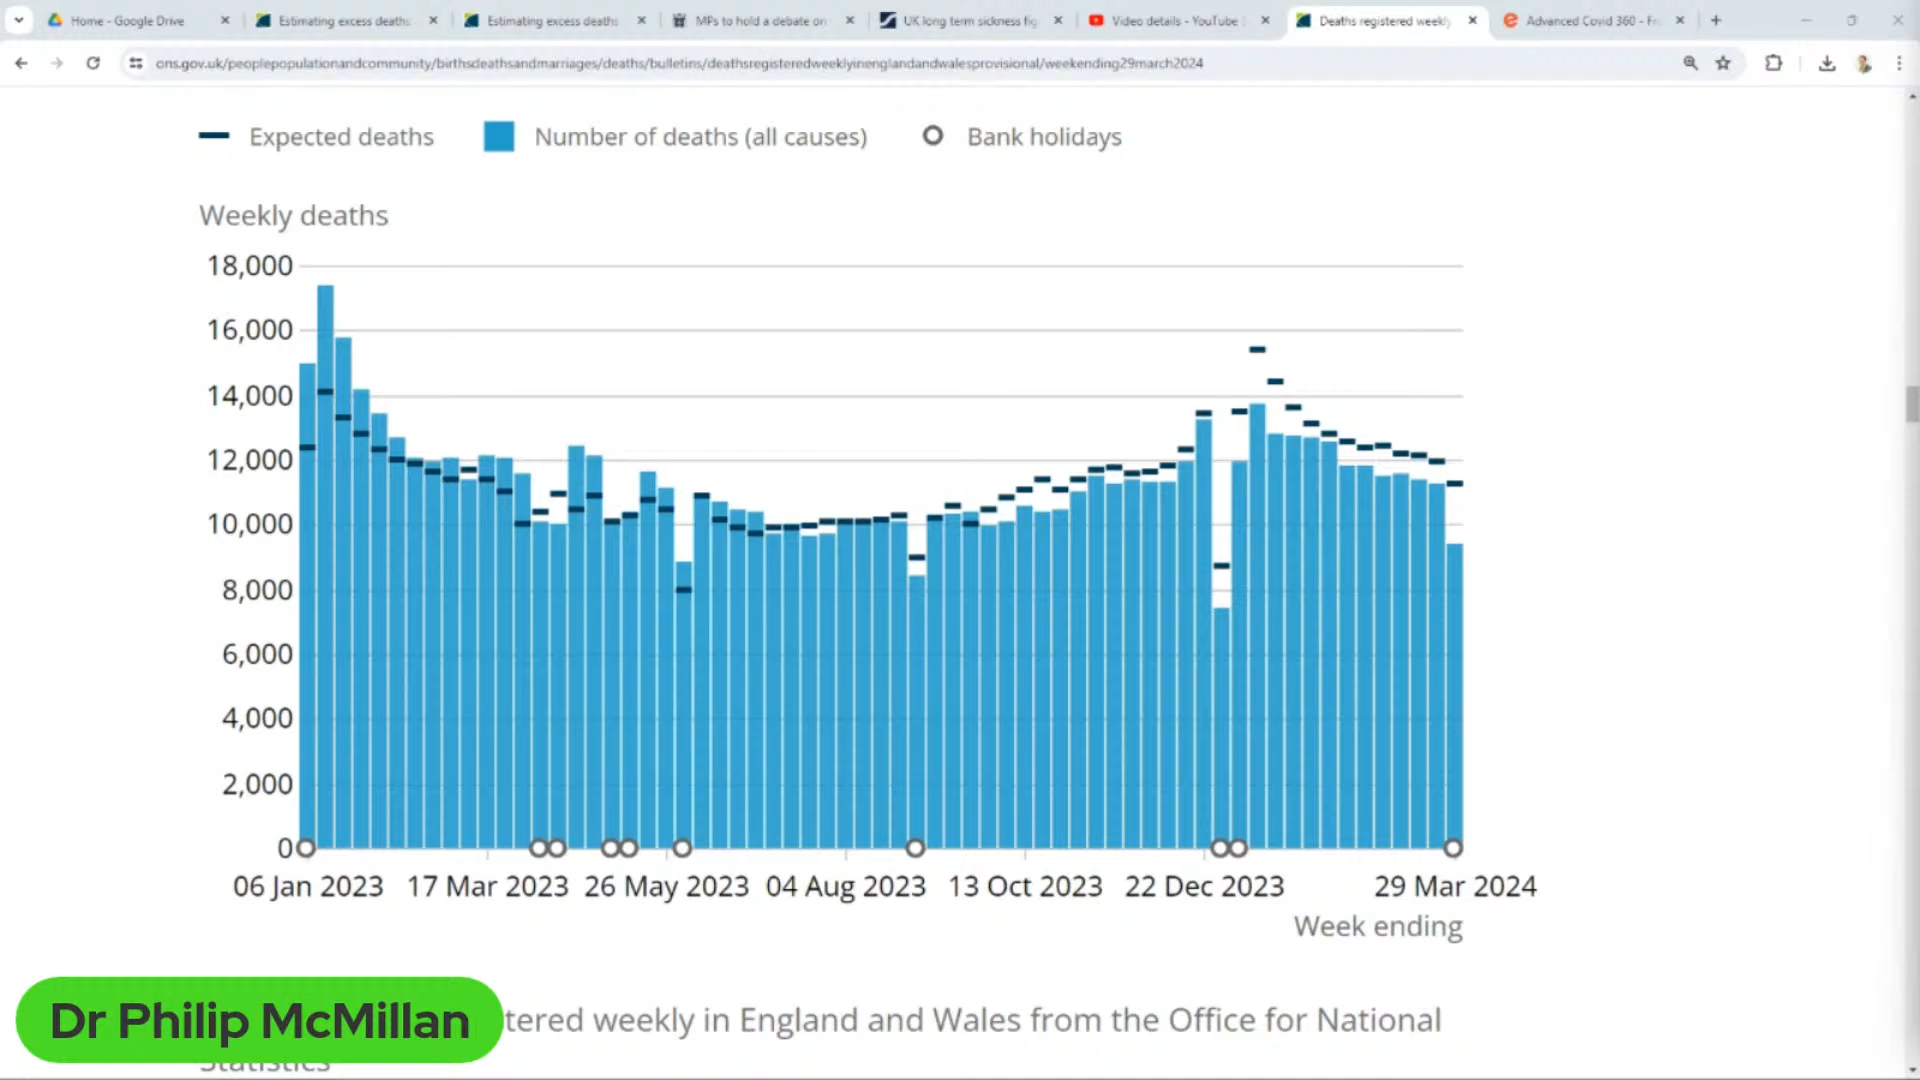 Home - Google Drive
Estimating excess deaths
Estimating excess deaths
MPs to hold a debate on
UK long term sickness fig
Video details - YouTube
Deaths registered weekly
Advanced Covid 360 - Fr
ons.gov.uk/peoplepopulationandcommunity/birthsdeathsandmarriages/deaths/bulletins/deathsregisteredweeklyinenglandandwalesprovisional/weekending29march2024
Expected deaths Number of deaths (all causes) Bank holidays
Weekly deaths
18,000
16,000
14,000
12,000
10,000
8,000
6,000
4,000
2,000
0
06 Jan 2023 17 Mar 2023 26 May 2023 04 Aug 2023 13 Oct 2023 22 Dec 2023 29 Mar 2024
Week ending
Dr Philip McMillan
tered weekly in England and Wales from the Office for National
Statistics